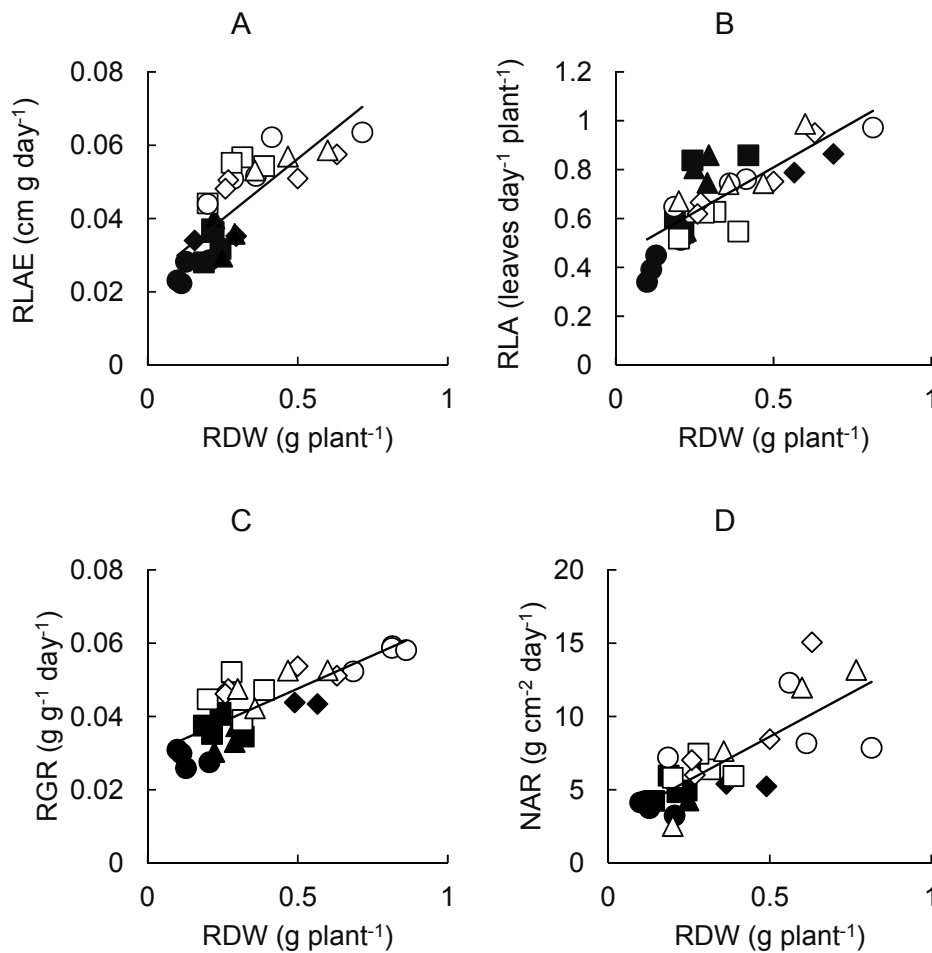 A
0.08
0.06
0.04
0.02
0
RLAE (cm g day⁻¹)
0 0.5 1
RDW (g plant⁻¹)
B
1.2
1
0.8
0.6
0.4
0.2
0
RLA (leaves day⁻¹ plant⁻¹)
0 0.5 1
RDW (g plant⁻¹)
C
0.08
0.06
0.04
0.02
0
RGR (g g⁻¹ day⁻¹)
0 0.5 1
RDW (g plant⁻¹)
D
20
15
10
5
0
NAR (g cm⁻² day⁻¹)
0 0.5 1
RDW (g plant⁻¹)